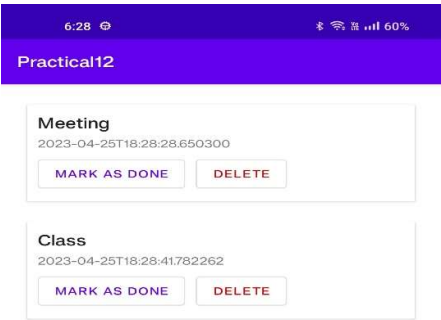 6:28 60%
Practical12
Meeting
2023-04-25T18:28:28.650300
MARK AS DONE DELETE
Class
2023-04-25T18:28:41.782262
MARK AS DONE DELETE